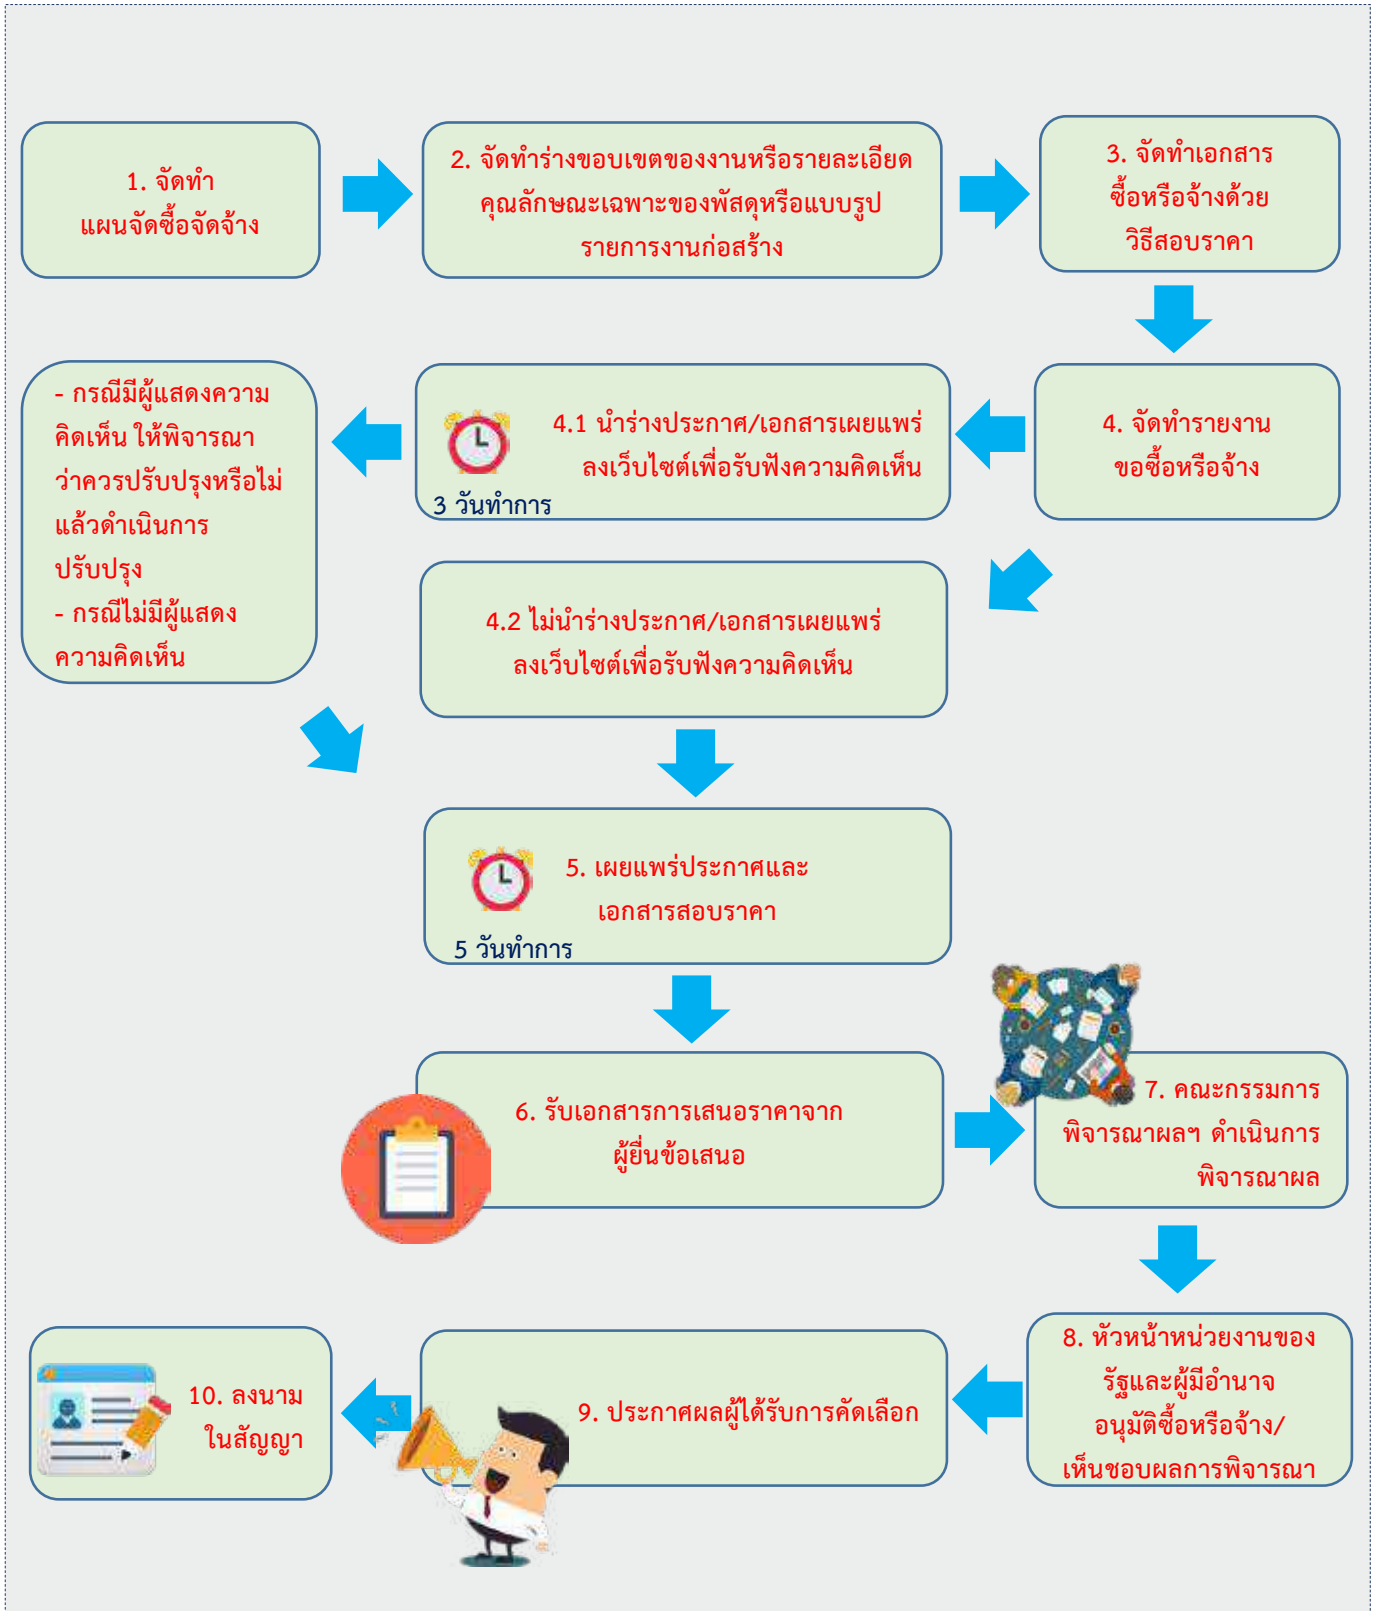 1. จัดทำ
แผนจัดซื้อจัดจ้าง
2. จัดทำร่างขอบเขตของงานหรือรายละเอียด
คุณลักษณะเฉพาะของพัสดุหรือแบบรูป
รายการงานก่อสร้าง
3. จัดทำเอกสาร
ซื้อหรือจ้างด้วย
วิธีสอบราคา
4. จัดทำรายงาน
ขอซื้อหรือจ้าง
4.1 นำร่างประกาศ/เอกสารเผยแพร่
ลงเว็บไซต์เพื่อรับฟังความคิดเห็น
3 วันทำการ
- กรณีมีผู้แสดงความ
คิดเห็น ให้พิจารณา
ว่าควรปรับปรุงหรือไม่
แล้วดำเนินการ
ปรับปรุง
- กรณีไม่มีผู้แสดง
ความคิดเห็น
4.2 ไม่นำร่างประกาศ/เอกสารเผยแพร่
ลงเว็บไซต์เพื่อรับฟังความคิดเห็น
5. เผยแพร่ประกาศและ
เอกสารสอบราคา
5 วันทำการ
6. รับเอกสารการเสนอราคาจาก
ผู้ยื่นข้อเสนอ
7. คณะกรรมการ
พิจารณาผลฯ ดำเนินการ
พิจารณาผล
8. หัวหน้าหน่วยงานของ
รัฐและผู้มีอำนาจ
อนุมัติซื้อหรือจ้าง/
เห็นชอบผลการพิจารณา
9. ประกาศผลผู้ได้รับการคัดเลือก
10. ลงนาม
ในสัญญา